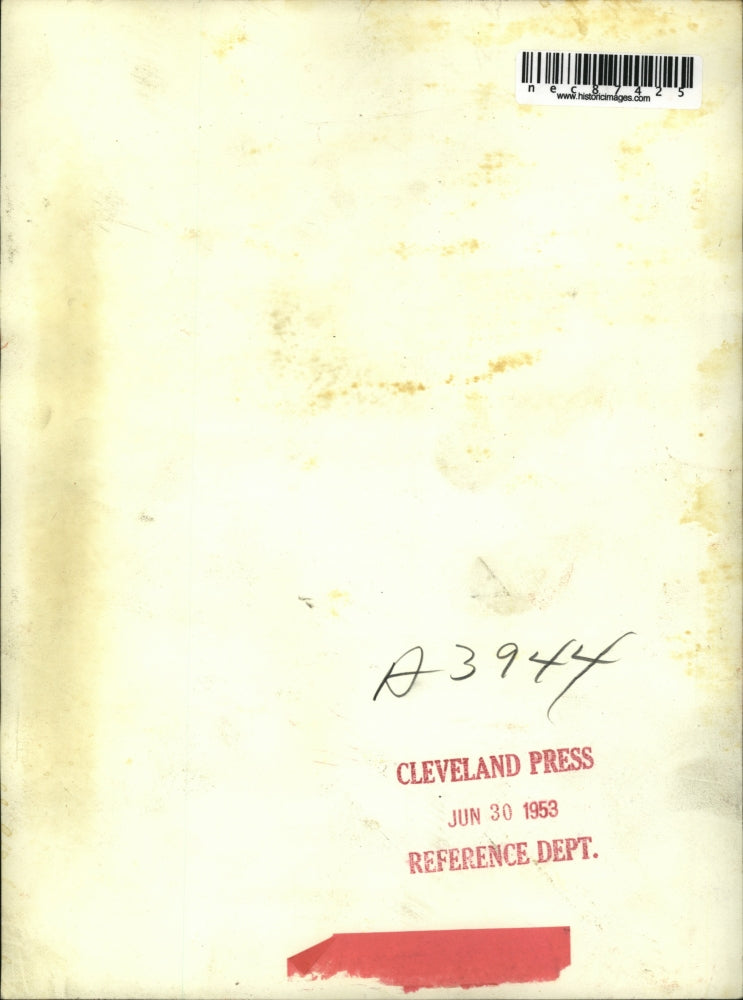 nec87425
www.historicimages.com
A3944
CLEVELAND PRESS
JUN 30 1953
REFERENCE DEPT.